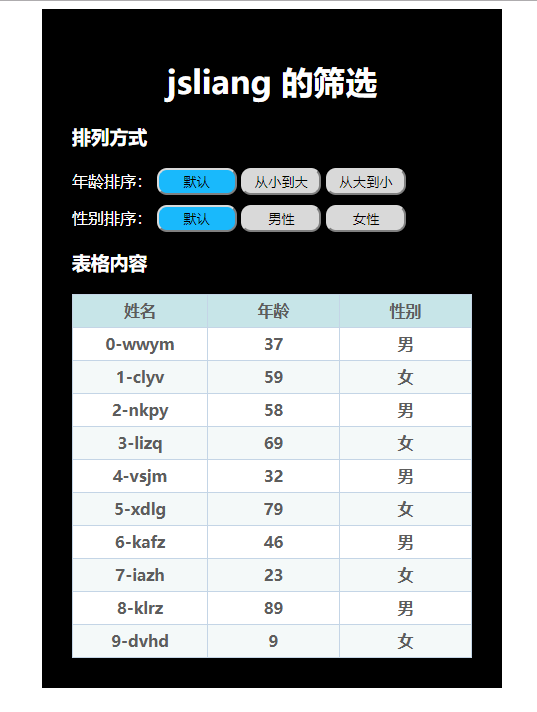 jsliang 的筛选
排列方式
年龄排序： 默认 从小到大 从大到小
性别排序： 默认 男性 女性
表格内容
姓名 年龄 性别
0-wwym 37 男
1-clyv 59 女
2-nkpy 58 男
3-lizq 69 女
4-vsjm 32 男
5-xdlg 79 女
6-kafz 46 男
7-iazh 23 女
8-klrz 89 男
9-dvhd 9 女